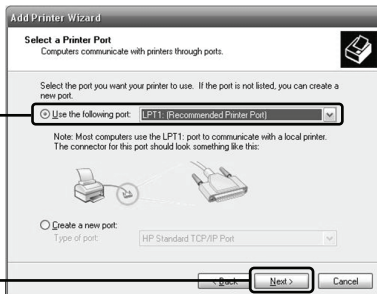 Add Printer Wizard
Select a Printer Port
Computers communicate with printers through ports.
Select the port you want your printer to use. If the port is not listed, you can create a
new port.
Use the following port: LPT1: (Recommended Printer Port)
Note: Most computers use the LPT1: port to communicate with a local printer.
The connector for this port should look something like this:
Create a new port:
Type of port: HP Standard TCP/IP Port
< Back Next > Cancel